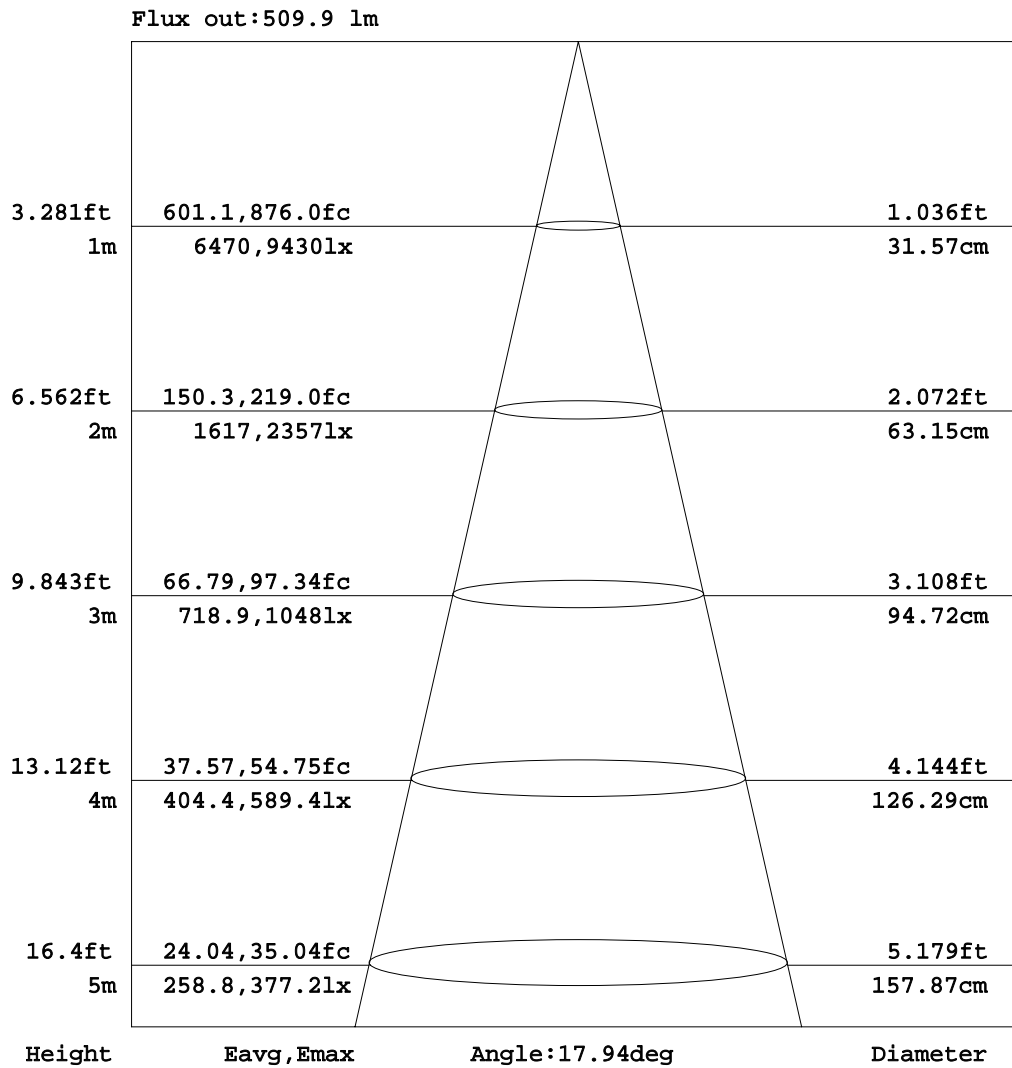 Flux out:509.9 lm
3.281ft 601.1,876.0fc 1.036ft
1m 6470,9430lx 31.57cm
6.562ft 150.3,219.0fc 2.072ft
2m 1617,2357lx 63.15cm
9.843ft 66.79,97.34fc 3.108ft
3m 718.9,1048lx 94.72cm
13.12ft 37.57,54.75fc 4.144ft
4m 404.4,589.4lx 126.29cm
16.4ft 24.04,35.04fc 5.179ft
5m 258.8,377.2lx 157.87cm
Height Eavg,Emax Angle:17.94deg Diameter